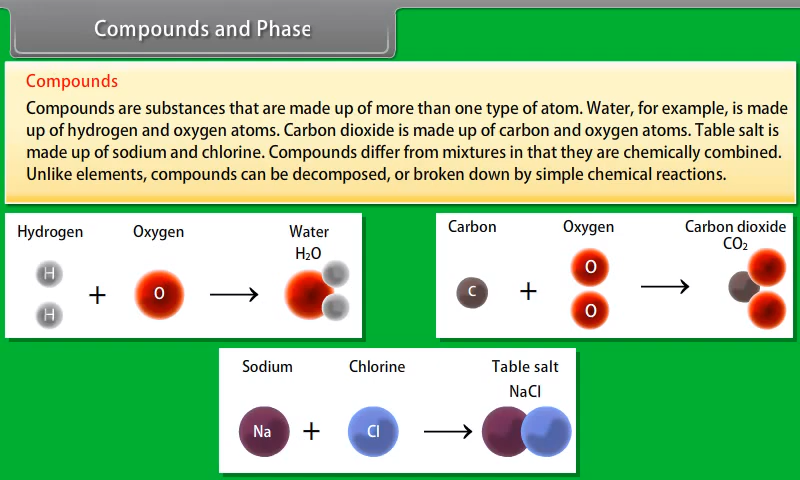 Compounds and Phase
Compounds
Compounds are substances that are made up of more than one type of atom. Water, for example, is made
up of hydrogen and oxygen atoms. Carbon dioxide is made up of carbon and oxygen atoms. Table salt is
made up of sodium and chlorine. Compounds differ from mixtures in that they are chemically combined.
Unlike elements, compounds can be decomposed, or broken down by simple chemical reactions.
Hydrogen Oxygen Water
H₂O
H
+ O →
H
Carbon Oxygen Carbon dioxide
CO₂
O
C + →
O
Sodium Chlorine Table salt
NaCl
Na + Cl →